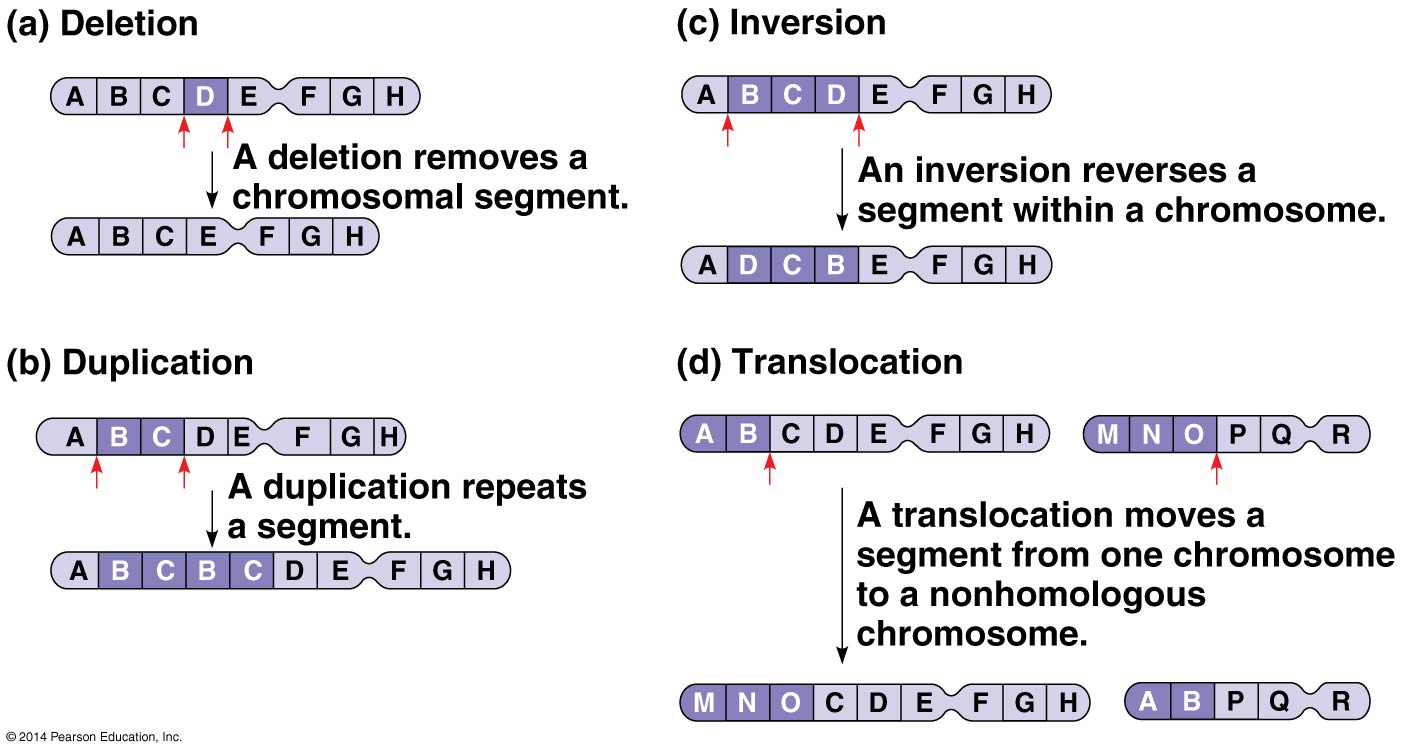 (a) Deletion
A B C D E F G H
A deletion removes a
chromosomal segment.
A B C E F G H
(b) Duplication
A B C D E F G H
A duplication repeats
a segment.
A B C B C D E F G H
(c) Inversion
A B C D E F G H
An inversion reverses a
segment within a chromosome.
A D C B E F G H
(d) Translocation
A B C D E F G H
M N O P Q R
A translocation moves a
segment from one chromosome
to a nonhomologous
chromosome.
M N O C D E F G H
A B P Q R
© 2014 Pearson Education, Inc.